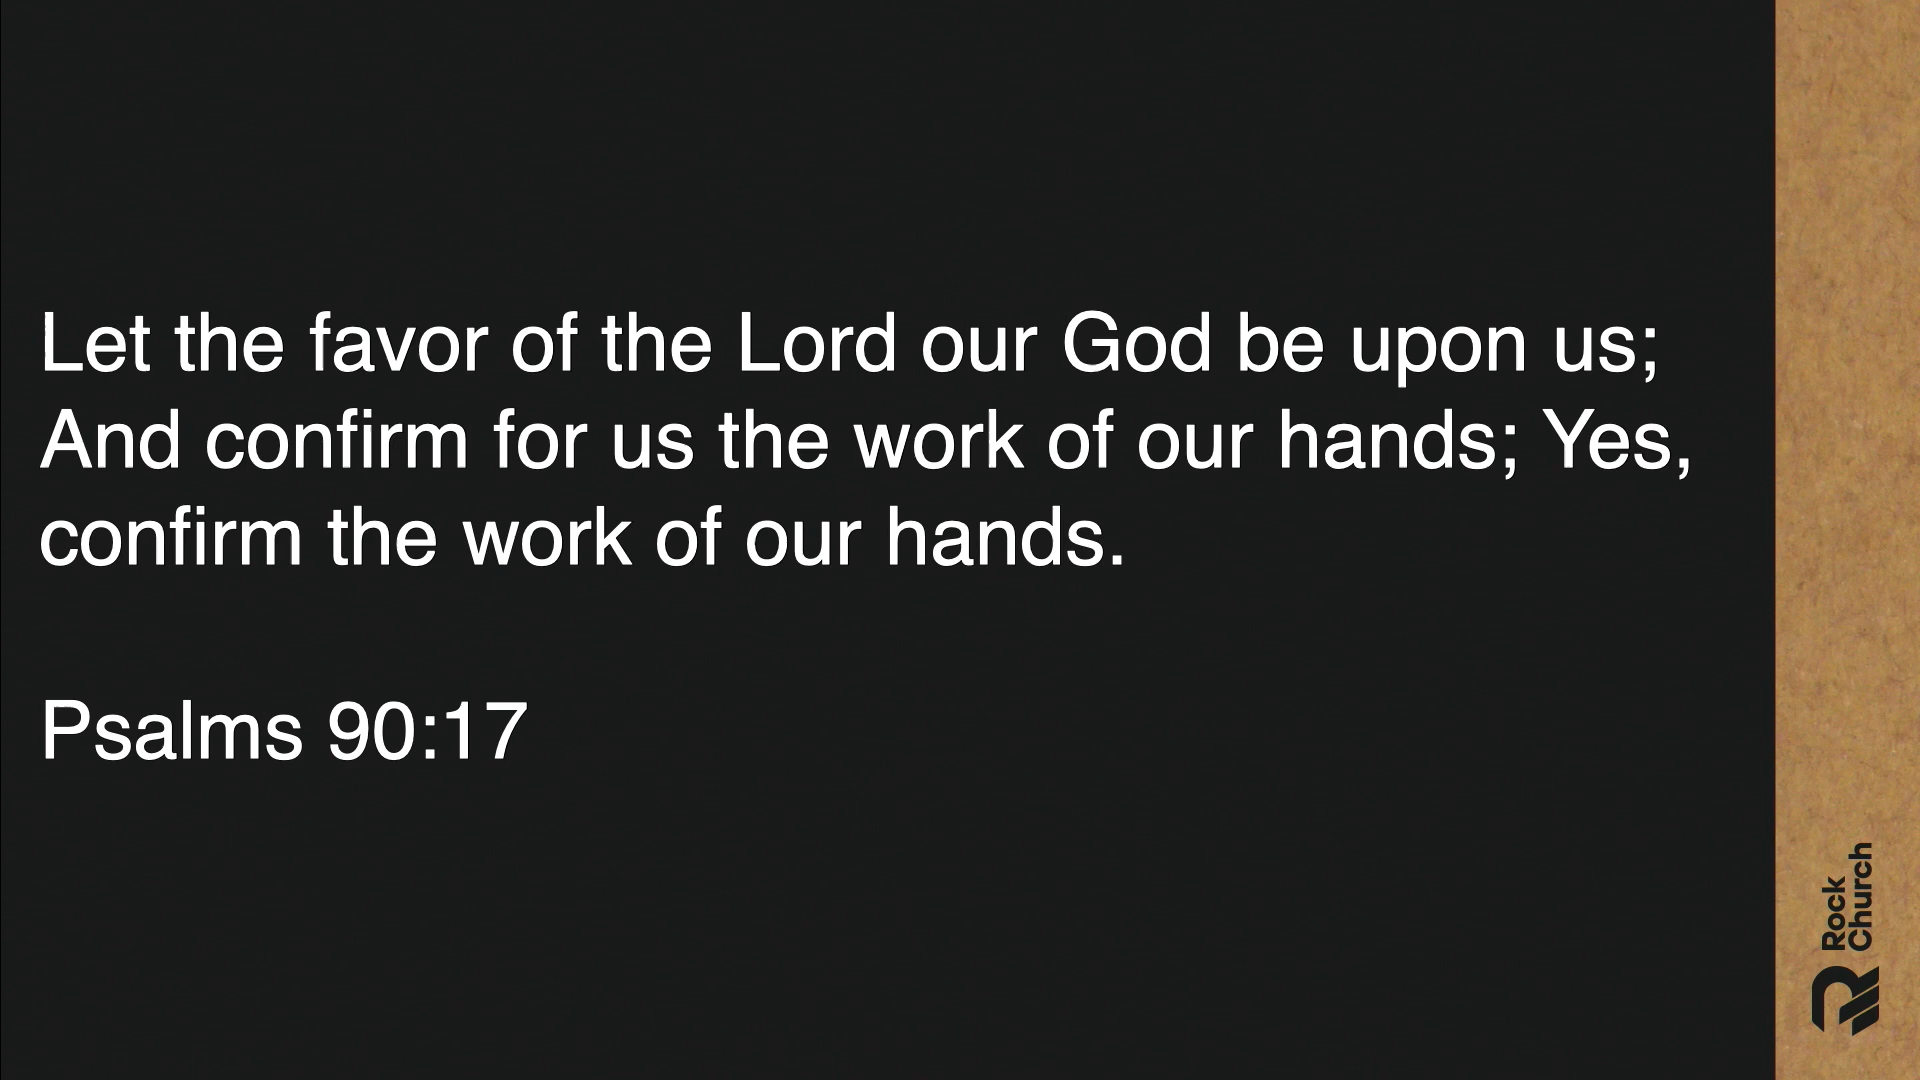 Let the favor of the Lord our God be upon us;
And confirm for us the work of our hands; Yes,
confirm the work of our hands.
Psalms 90:17
Rock
Church